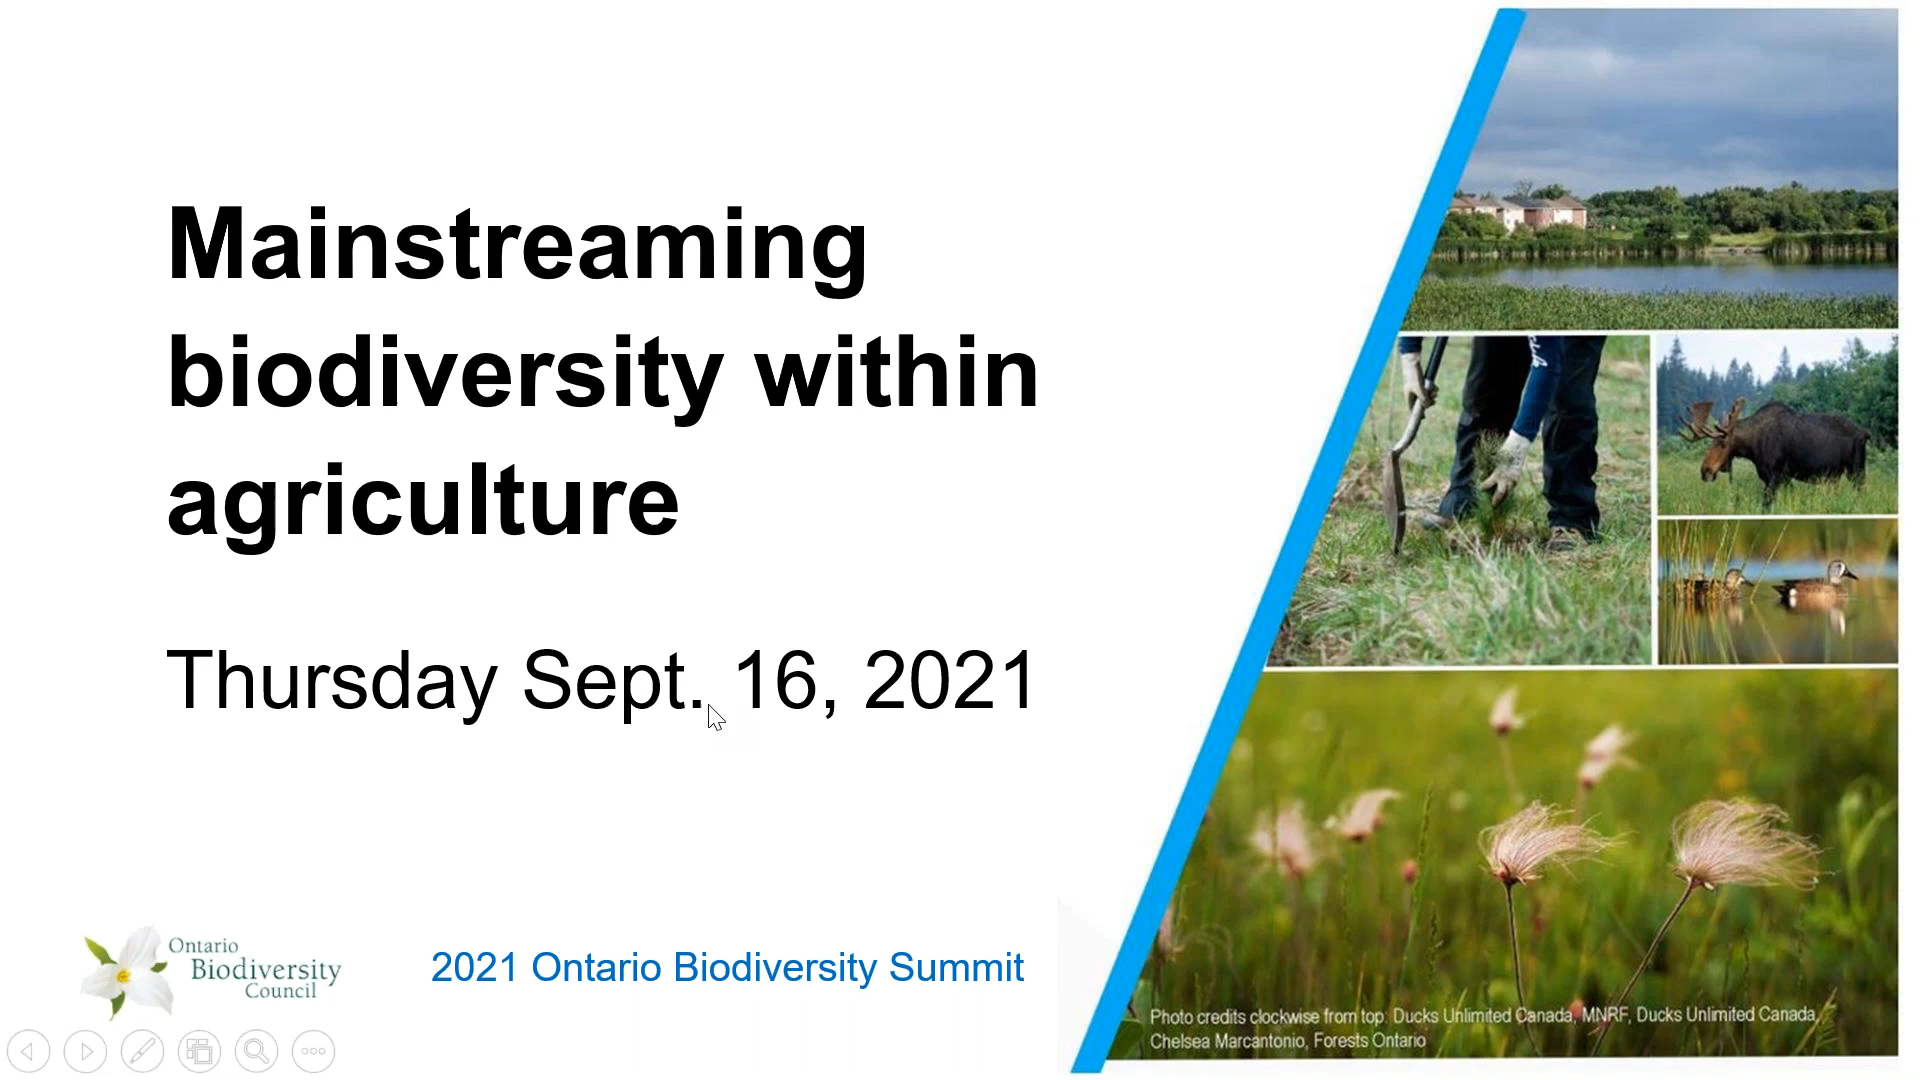 Mainstreaming
biodiversity within
agriculture
Thursday Sept. 16, 2021
Ontario
Biodiversity
Council
2021 Ontario Biodiversity Summit
Photo credits clockwise from top: Ducks Unlimited Canada, MNRF, Ducks Unlimited Canada,
Chelsea Marcantonio, Forests Ontario